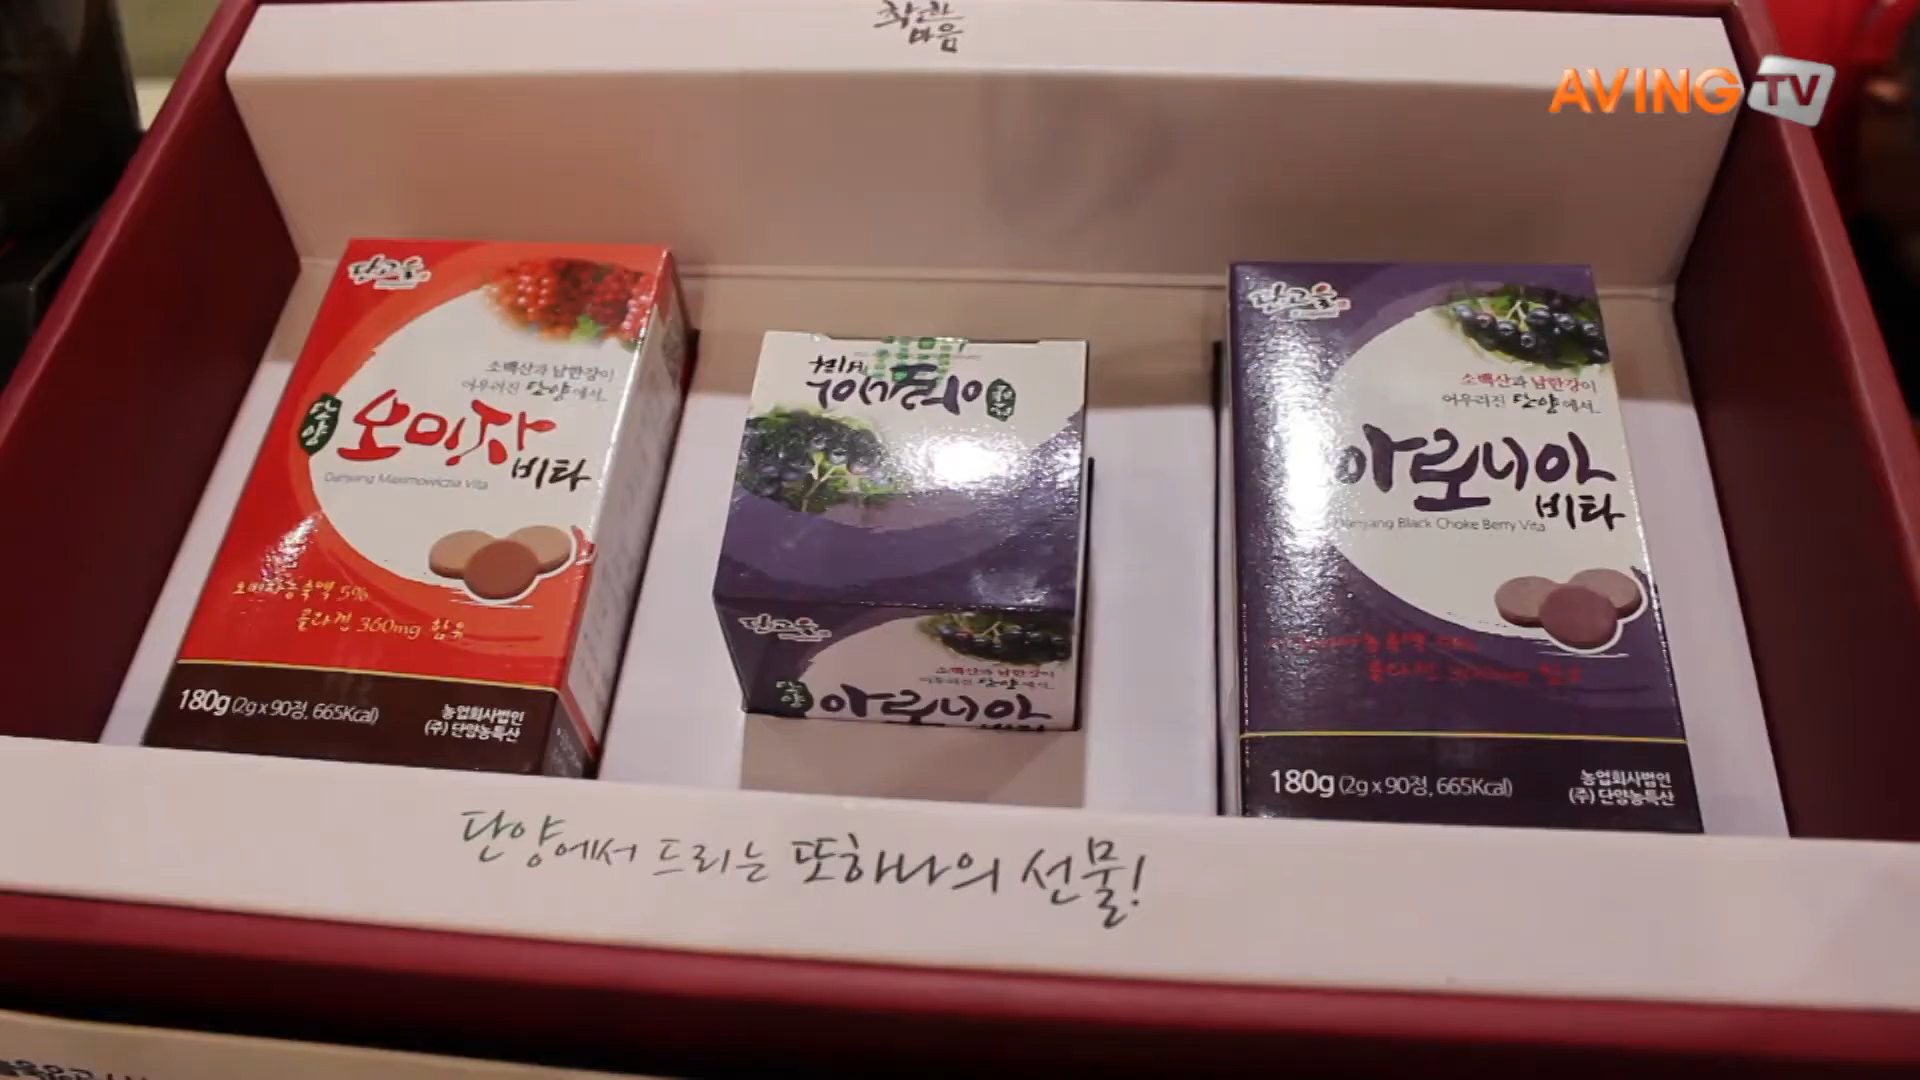 착한
마음
AVING TV
단고을
소백산과 남한강이
어우러진 단양에서..
단양
오미자
비타
Danyang Maximowiczia Vita
오미자농축액 5%
콜라겐 360mg 함유
180g (2g x 90정, 665Kcal)
농업회사법인
(주) 단양농특산
단고을
소백산과 남한강이
어우러진 단양에서..
단양
아로니아
단고을
소백산과 남한강이
어우러진 단양에서..
아로니아
비타
Danyang Black Choke Berry Vita
180g (2g x 90정, 665Kcal)
농업회사법인
(주) 단양농특산
단양에서 드리는 또하나의 선물!